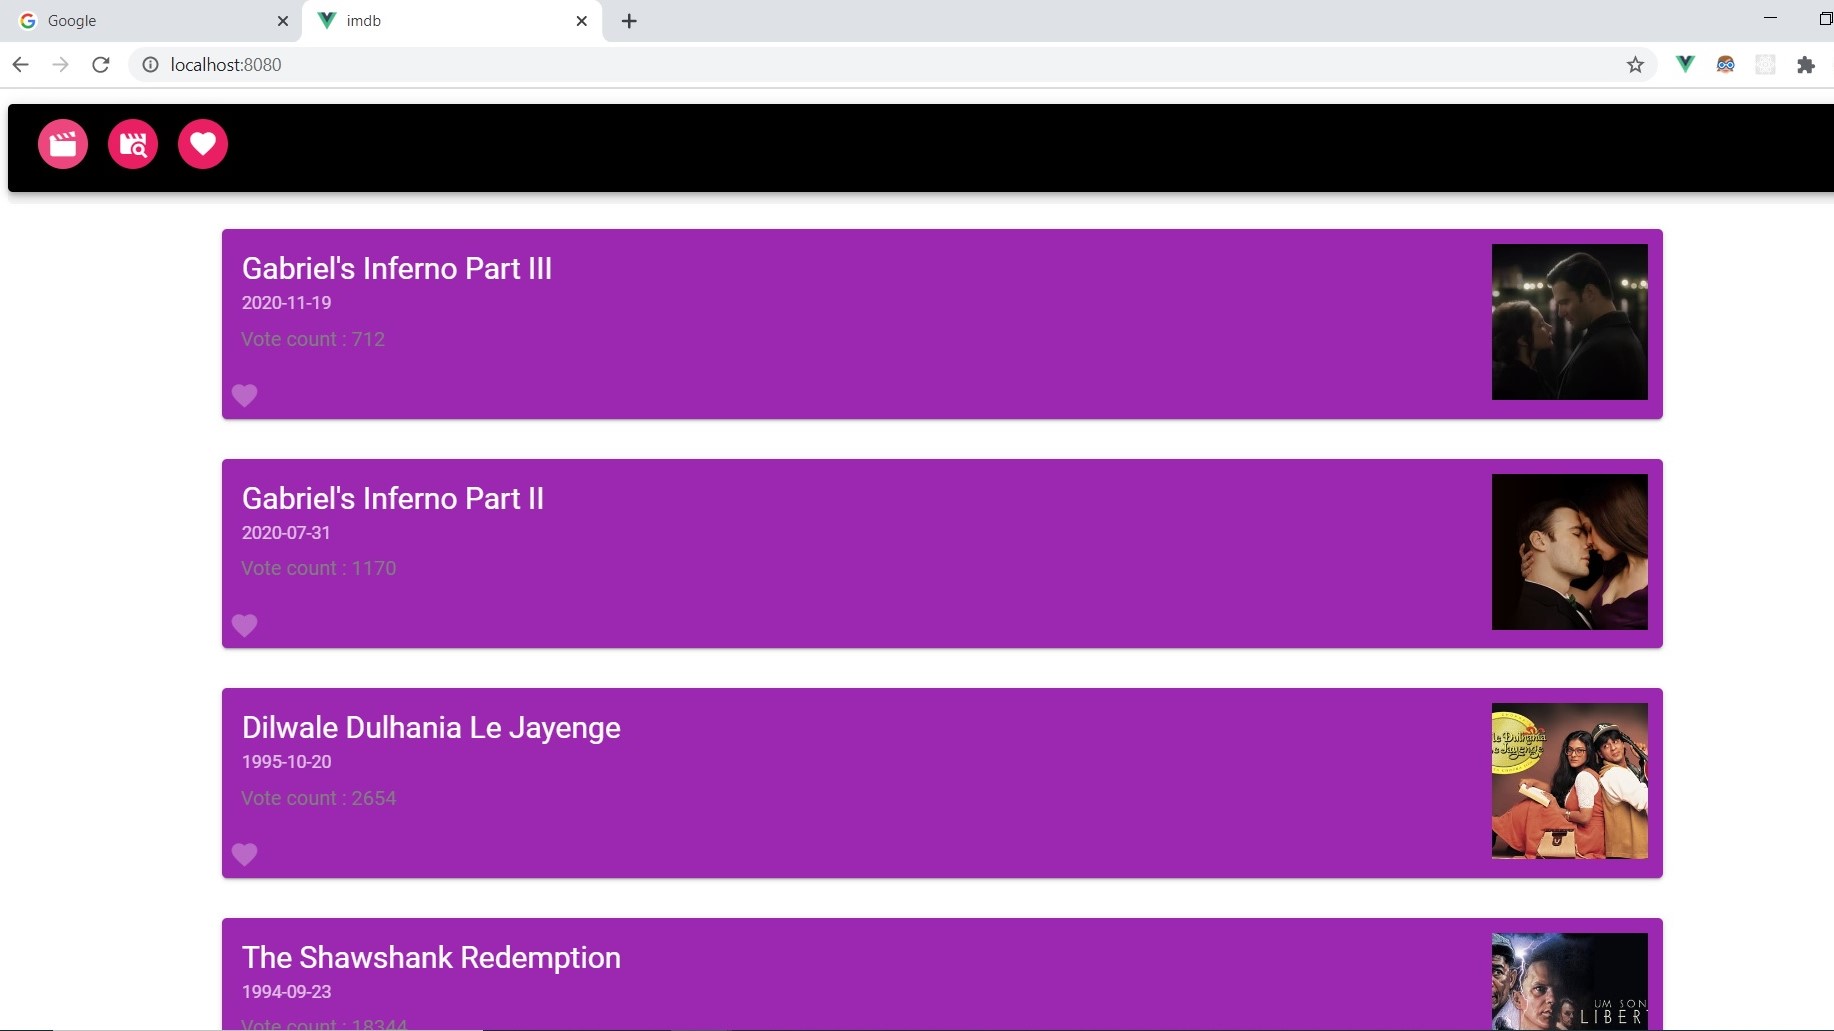 Google
imdb
localhost:8080
Gabriel's Inferno Part III
2020-11-19
Vote count : 712
Gabriel's Inferno Part II
2020-07-31
Vote count : 1170
Dilwale Dulhania Le Jayenge
1995-10-20
Vote count : 2654
le Dulhania
Le Jayenge
The Shawshank Redemption
1994-09-23
Vote count : 18344
UM SON
LIBER